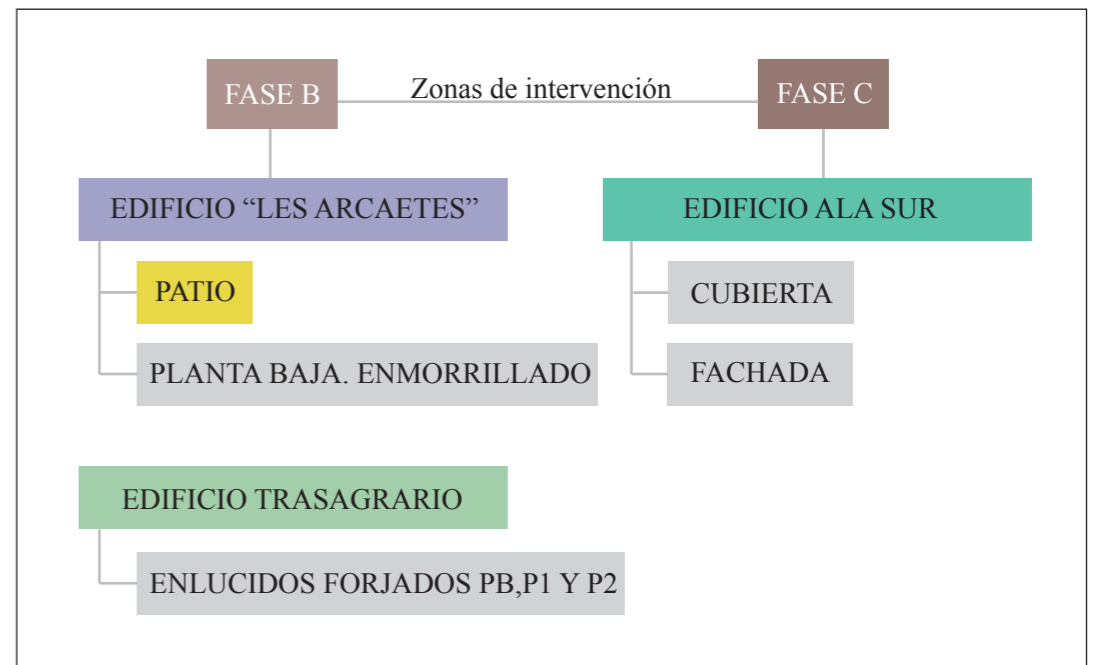 FASE B
Zonas de intervención
FASE C
EDIFICIO “LES ARCAETES”
EDIFICIO ALA SUR
PATIO
CUBIERTA
PLANTA BAJA. ENMORRILLADO
FACHADA
EDIFICIO TRASAGRARIO
ENLUCIDOS FORJADOS PB,P1 Y P2